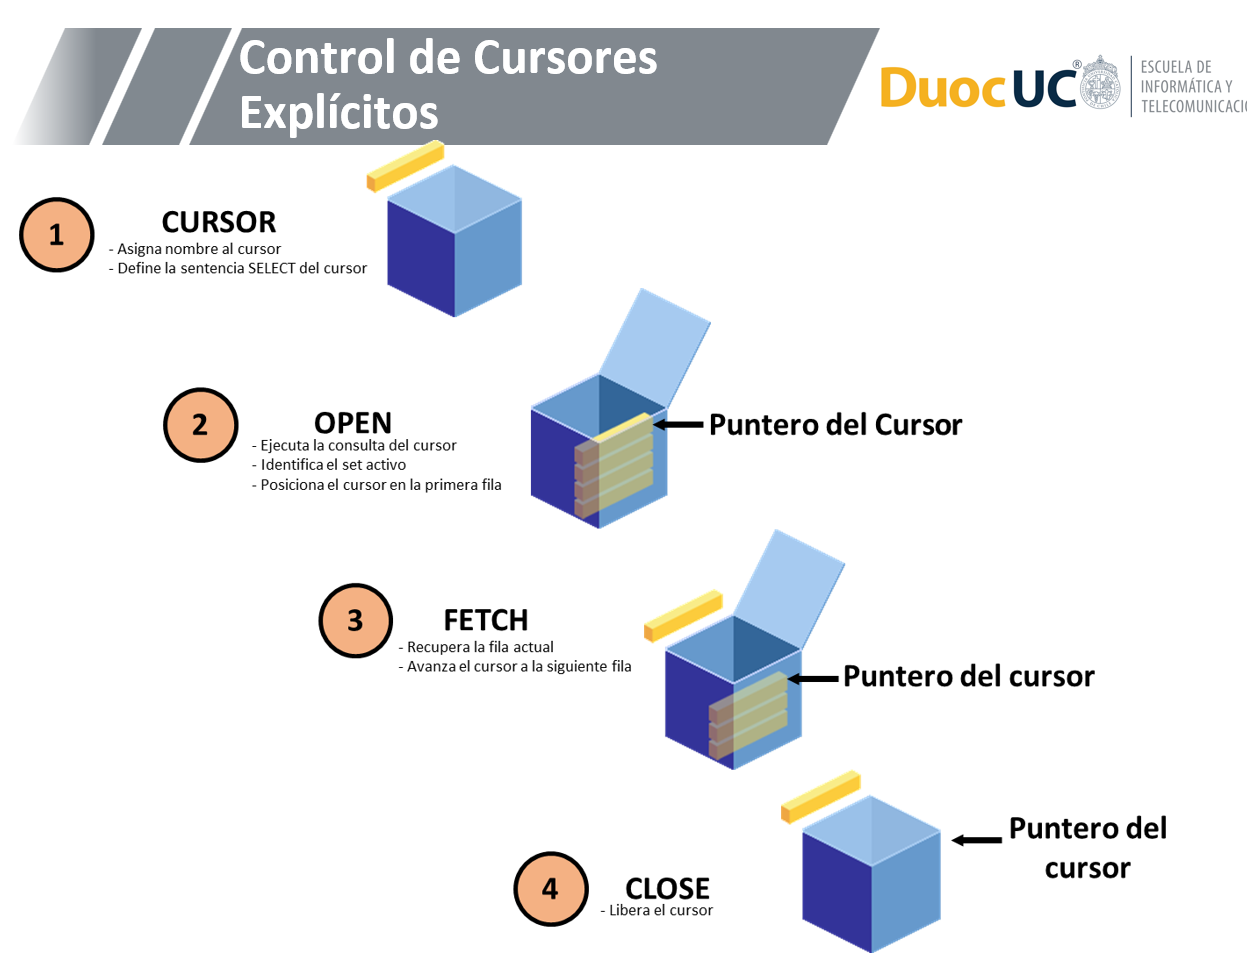 Control de Cursores
Explícitos
DuocUC®
ESCUELA DE
INFORMÁTICA Y
TELECOMUNICACIO
1
CURSOR
- Asigna nombre al cursor
- Define la sentencia SELECT del cursor
2
OPEN
- Ejecuta la consulta del cursor
- Identifica el set activo
- Posiciona el cursor en la primera fila
Puntero del Cursor
3
FETCH
- Recupera la fila actual
- Avanza el cursor a la siguiente fila
Puntero del cursor
4
CLOSE
- Libera el cursor
Puntero del
cursor